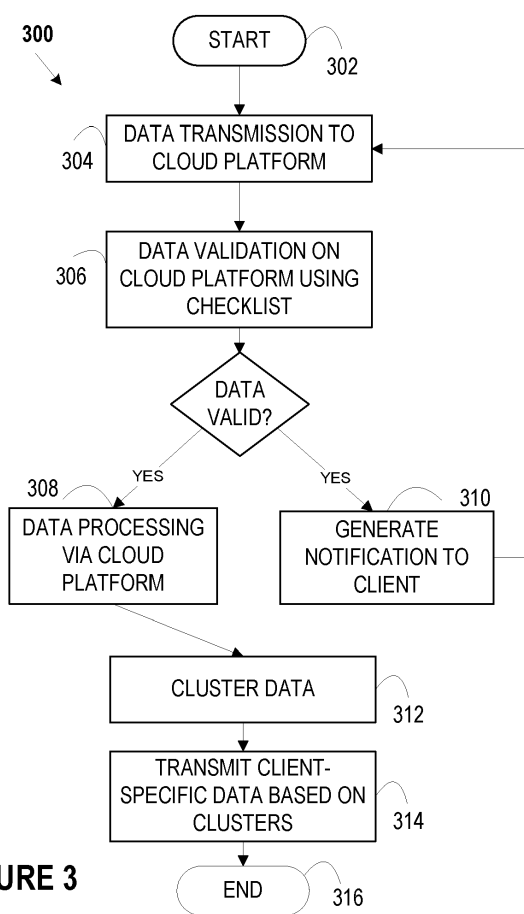 300
START
302
304
DATA TRANSMISSION TO
CLOUD PLATFORM
306
DATA VALIDATION ON
CLOUD PLATFORM USING
CHECKLIST
DATA
VALID?
YES
YES
308
310
DATA PROCESSING
VIA CLOUD
PLATFORM
GENERATE
NOTIFICATION TO
CLIENT
CLUSTER DATA
312
TRANSMIT CLIENT-
SPECIFIC DATA BASED ON
CLUSTERS
314
URE 3
END
316